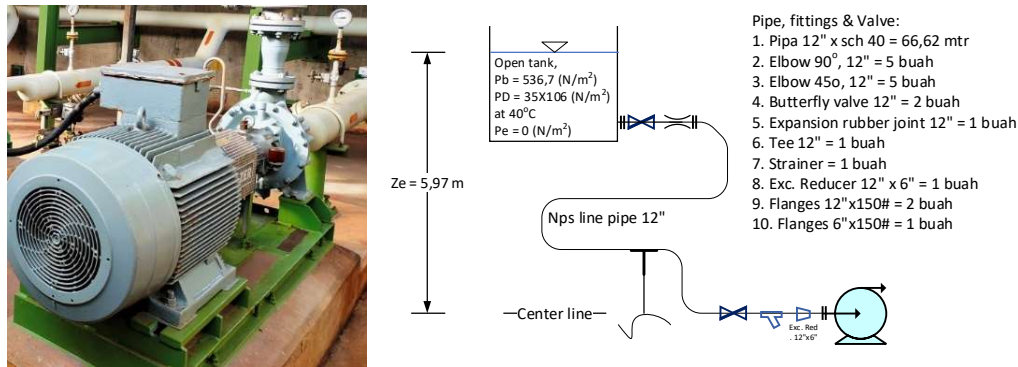 Open tank,
Pb = 536,7 (N/m²)
PD = 35X106 (N/m²)
at 40°C
Pe = 0 (N/m²)
Ze = 5,97 m
Nps line pipe 12"
Center line
Exc. Red
. 12"x6"
Pipe, fittings & Valve:
1. Pipa 12" x sch 40 = 66,62 mtr
2. Elbow 90°, 12" = 5 buah
3. Elbow 45o, 12" = 5 buah
4. Butterfly valve 12" = 2 buah
5. Expansion rubber joint 12" = 1 buah
6. Tee 12" = 1 buah
7. Strainer = 1 buah
8. Exc. Reducer 12" x 6" = 1 buah
9. Flanges 12"x150# = 2 buah
10. Flanges 6"x150# = 1 buah